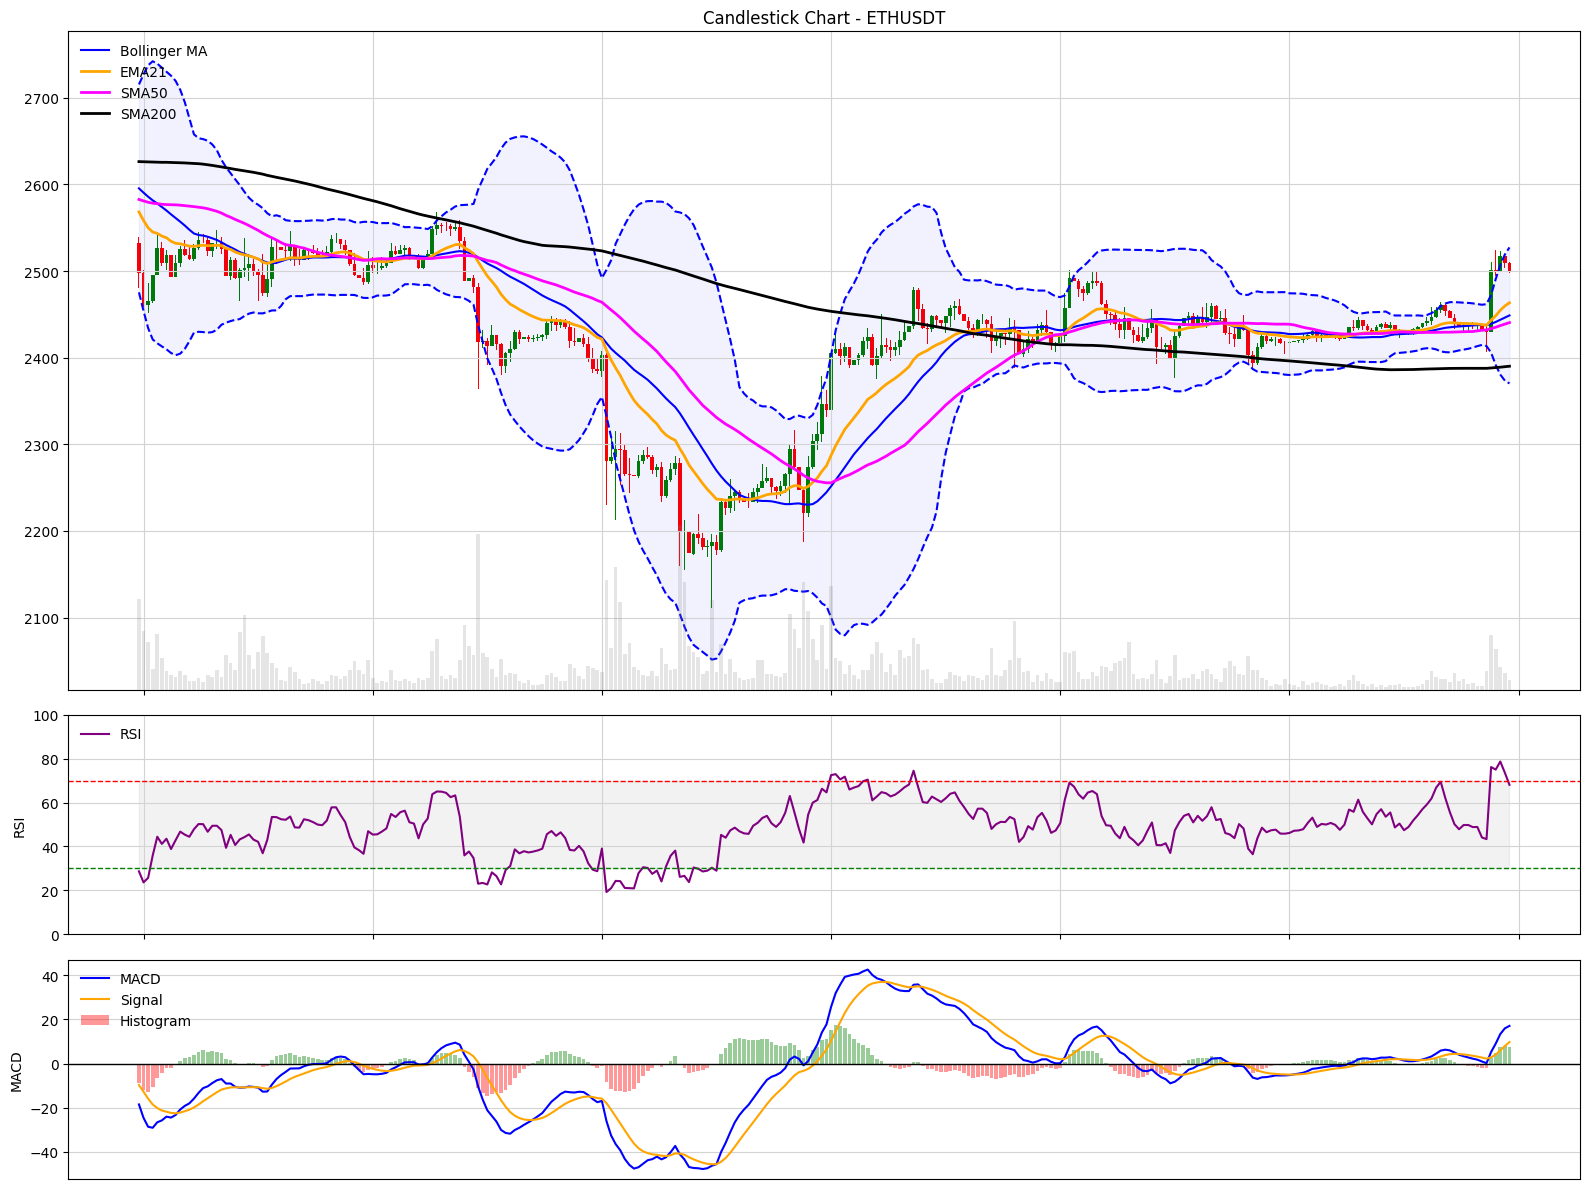 Candlestick Chart - ETHUSDT
Bollinger MA
EMA21
SMA50
SMA200
2700
2600
2500
2400
2300
2200
2100
RSI
100
80
60
40
20
0
RSI
MACD
Signal
Histogram
40
20
0
−20
−40
MACD